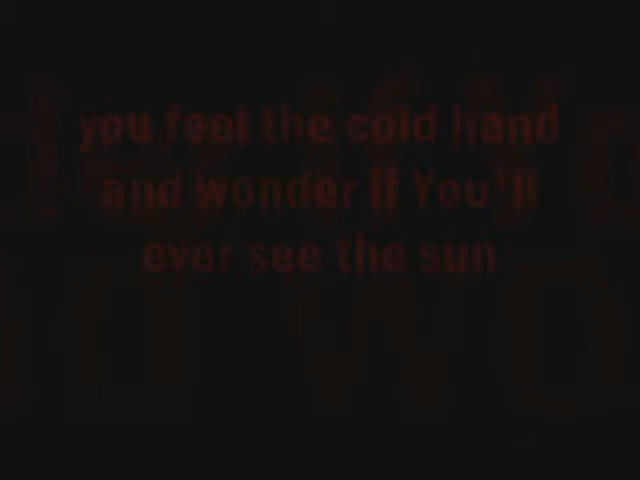 you feel the cold hand
and wonder if You'll
ever see the sun